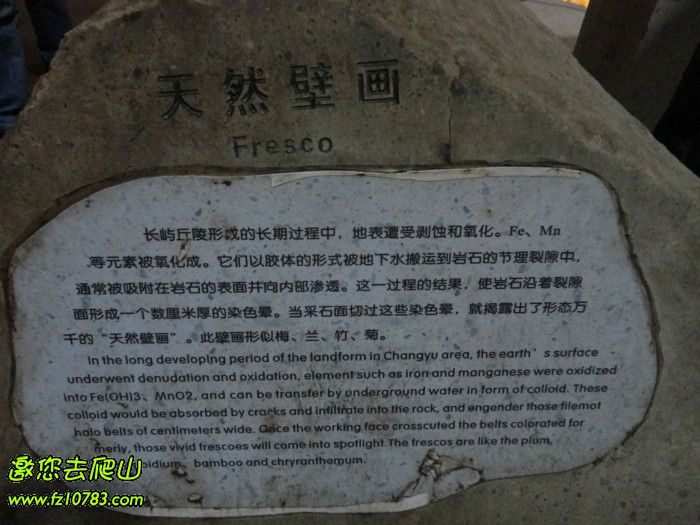 天然壁画
Fresco
长屿丘陵形成的长期过程中，地表遭受剥蚀和氧化。Fe、Mn
等元素被氧化成。它们以胶体的形式被地下水搬运到岩石的节理裂隙中，
通常被吸附在岩石的表面并向内部渗透。这一过程的结果，使岩石沿着裂隙
面形成一个数厘米厚的染色晕。当采石面切过这些染色晕，就揭露出了形态万
千的“天然壁画”。此壁画形似梅、兰、竹、菊。
In the long developing period of the landform in Changyu area, the earth's surface
underwent denudation and oxidation, element such as iron and manganese were oxidized
into Fe(OH)3、MnO2, and can be transfer by underground water in form of colloid. These
colloid would be absorbed by cracks and infiltrate into the rock, and engender those filemot
halo belts of centimeters wide. Once the working face crosscuted the belts colorated for
merly, those vivid frescoes will come into spotlight.The frescos are like the plum,
bidium、bamboo and chryranthemum.
邀您去爬山
www.fz10783.com